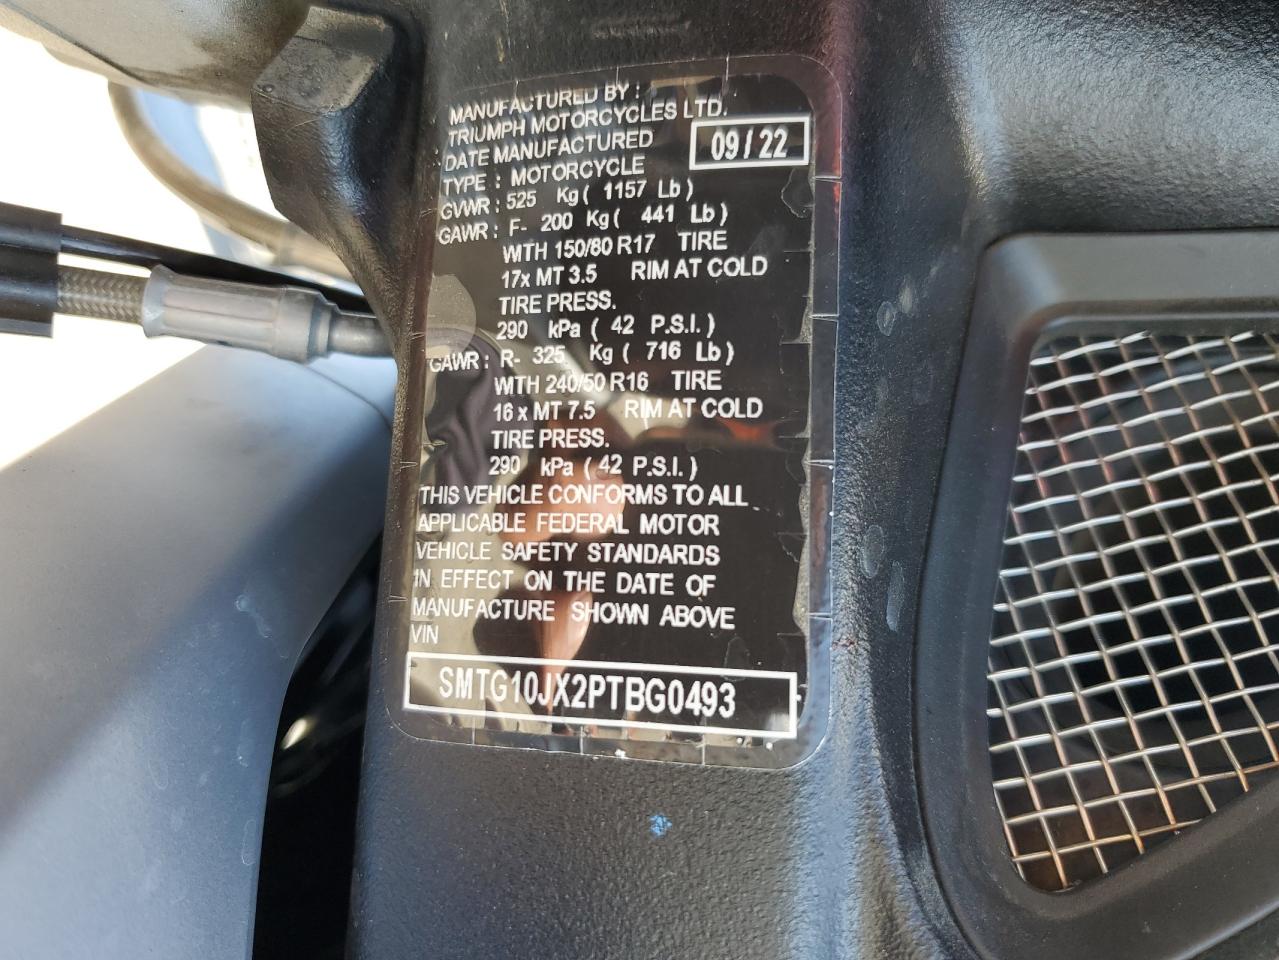 MANUFACTURED BY :
TRIUMPH MOTORCYCLES LTD.
DATE MANUFACTURED 09 / 22
TYPE : MOTORCYCLE
GVWR : 525 Kg ( 1157 Lb )
GAWR : F- 200 Kg ( 441 Lb )
WITH 150/80 R17 TIRE
17x MT 3.5 RIM AT COLD
TIRE PRESS.
290 kPa ( 42 P.S.I. )
GAWR : R- 325 Kg ( 716 Lb )
WITH 240/50 R16 TIRE
16 x MT 7.5 RIM AT COLD
TIRE PRESS.
290 kPa ( 42 P.S.I. )
THIS VEHICLE CONFORMS TO ALL
APPLICABLE FEDERAL MOTOR
VEHICLE SAFETY STANDARDS
IN EFFECT ON THE DATE OF
MANUFACTURE SHOWN ABOVE
VIN
SMTG10JX2PTBG0493